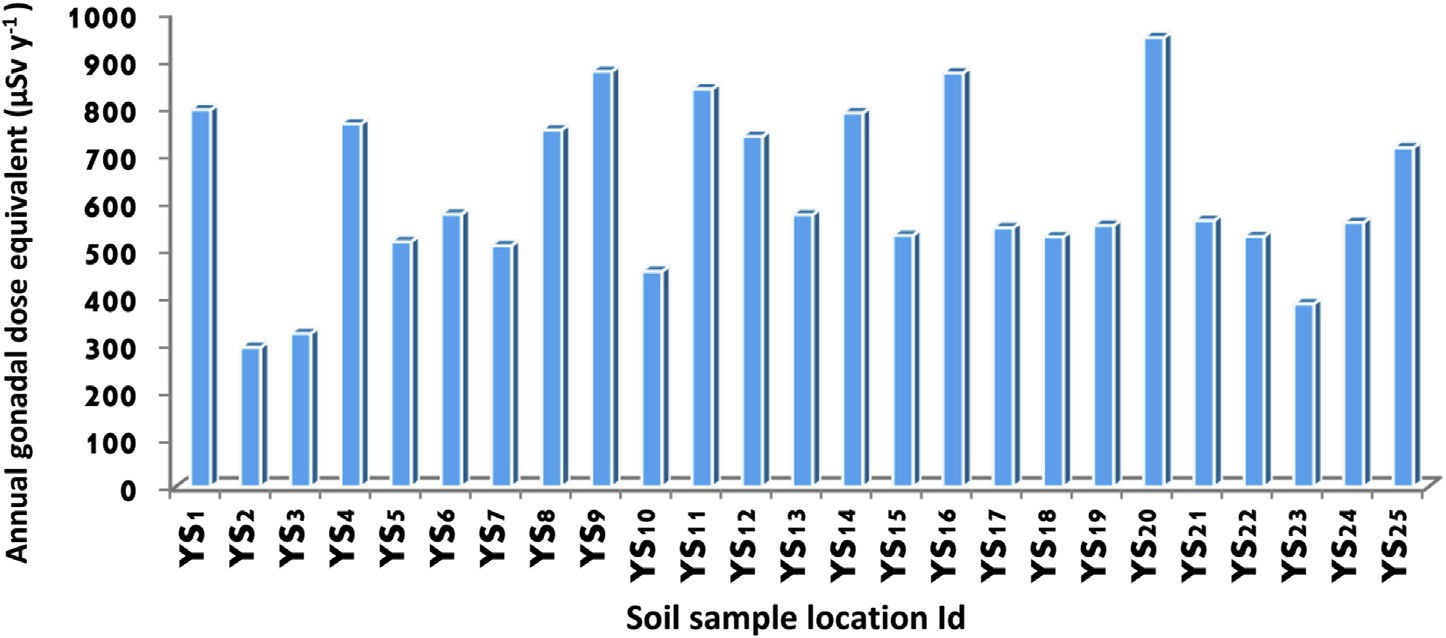 Annual gonadal dose equivalent (μSv y⁻¹)
1000
900
800
700
600
500
400
300
200
100
0
YS1
YS2
YS3
YS4
YS5
YS6
YS7
YS8
YS9
YS10
YS11
YS12
YS13
YS14
YS15
YS16
YS17
YS18
YS19
YS20
YS21
YS22
YS23
YS24
YS25
Soil sample location Id